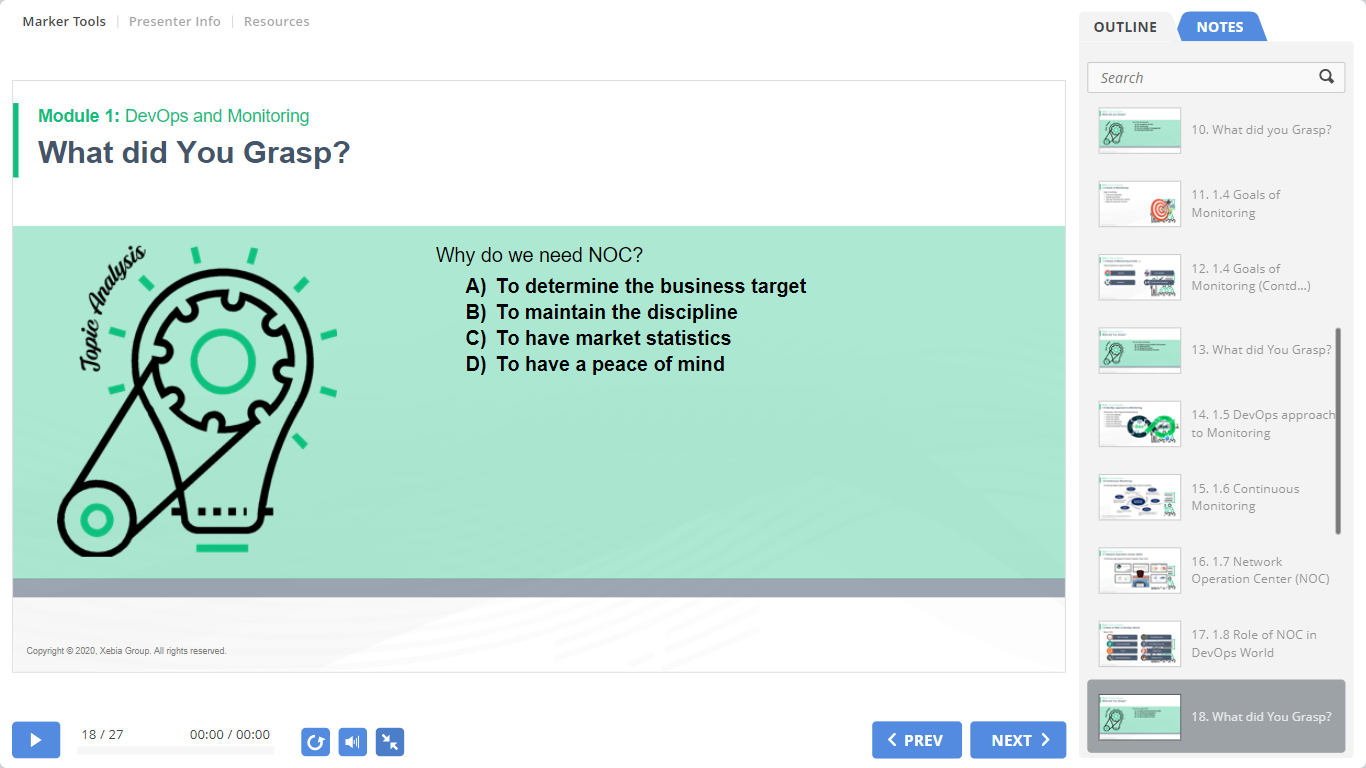 Marker Tools
Presenter Info
Resources
OUTLINE
NOTES
Search
Module 1: DevOps and Monitoring
What did You Grasp?
Topic Analysis
Why do we need NOC?
A) To determine the business target
B) To maintain the discipline
C) To have market statistics
D) To have a peace of mind
Copyright © 2020, Xebia Group. All rights reserved.
10. What did you Grasp?
11. 1.4 Goals of
Monitoring
12. 1.4 Goals of
Monitoring (Contd...)
13. What did You Grasp?
14. 1.5 DevOps approach
to Monitoring
15. 1.6 Continuous
Monitoring
16. 1.7 Network
Operation Center (NOC)
17. 1.8 Role of NOC in
DevOps World
18. What did You Grasp?
18 / 27
00:00 / 00:00
PREV
NEXT